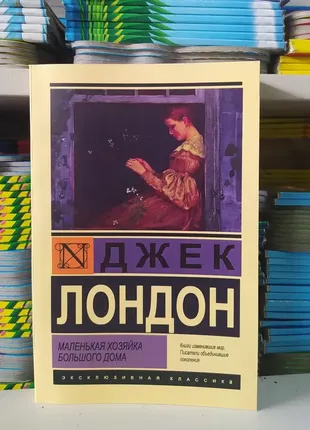 ДЖЕК
ЛОНДОН
МАЛЕНЬКАЯ ХОЗЯЙКА
БОЛЬШОГО ДОМА
Книги, изменившие мир.
Писатели, объединившие
поколения.
ЭКСКЛЮЗИВНАЯ КЛАССИКА